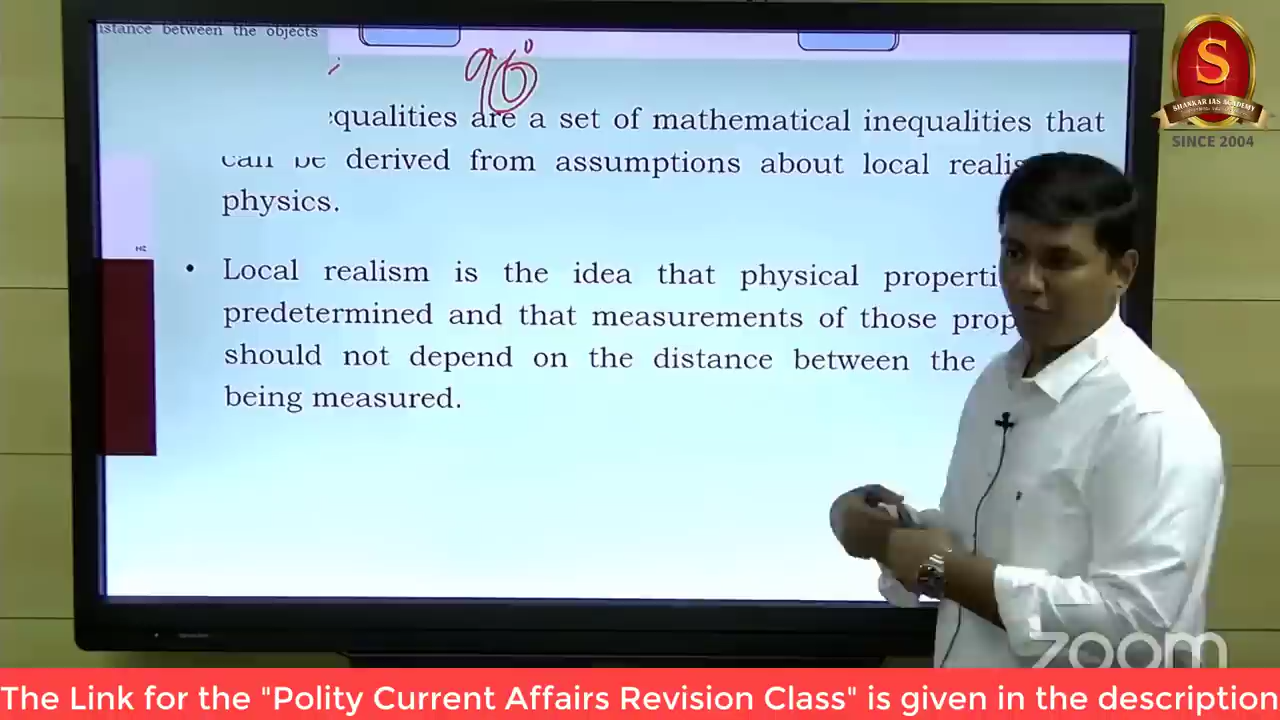 istance between the objects
90°
equalities are a set of mathematical inequalities that
can be derived from assumptions about local realis
physics.
• Local realism is the idea that physical properti
predetermined and that measurements of those prop
should not depend on the distance between the
being measured.
S
SHANKAR IAS ACADEMY
SINCE 2004
zoom
The Link for the "Polity Current Affairs Revision Class" is given in the description